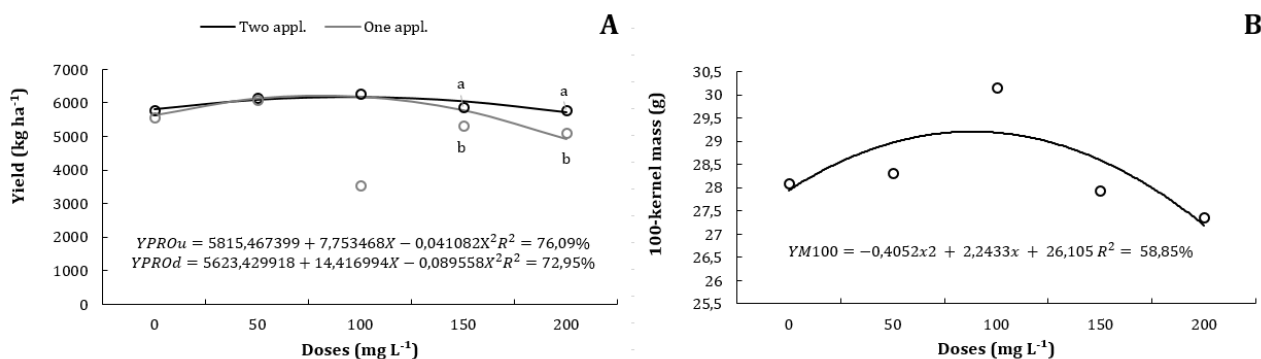 Two appl. One appl.
A
Yield (kg ha⁻¹)
7000
6000
5000
4000
3000
2000
1000
0
a
a
b
b
YPROu = 5815,467399 + 7,753468X − 0,041082X²R² = 76,09%
YPROd = 5623,429918 + 14,416994X − 0,089558X²R² = 72,95%
0 50 100 150 200
Doses (mg L⁻¹)
B
100-kernel mass (g)
30,5
30
29,5
29
28,5
28
27,5
27
26,5
26
25,5
YM100 = −0,4052x2 + 2,2433x + 26,105 R² = 58,85%
0 50 100 150 200
Doses (mg L⁻¹)